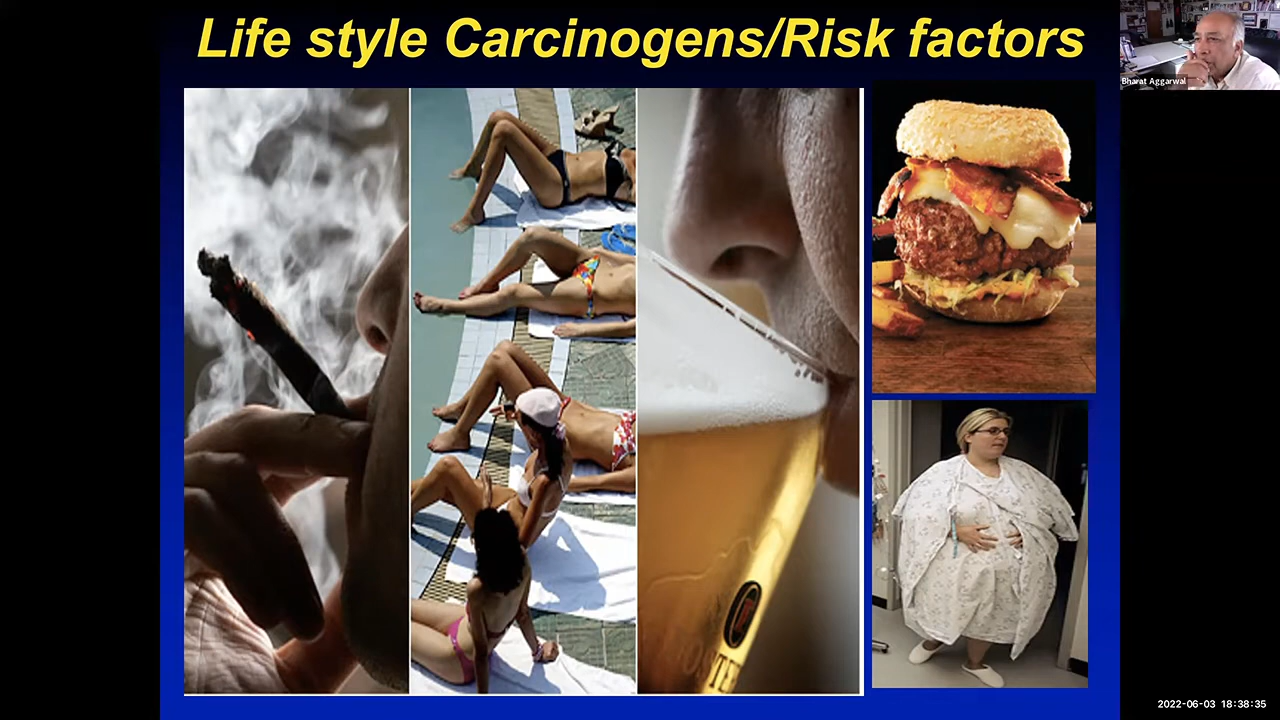 Life style Carcinogens/Risk factors
Bharat Aggarwal
2022-06-03 18:38:35